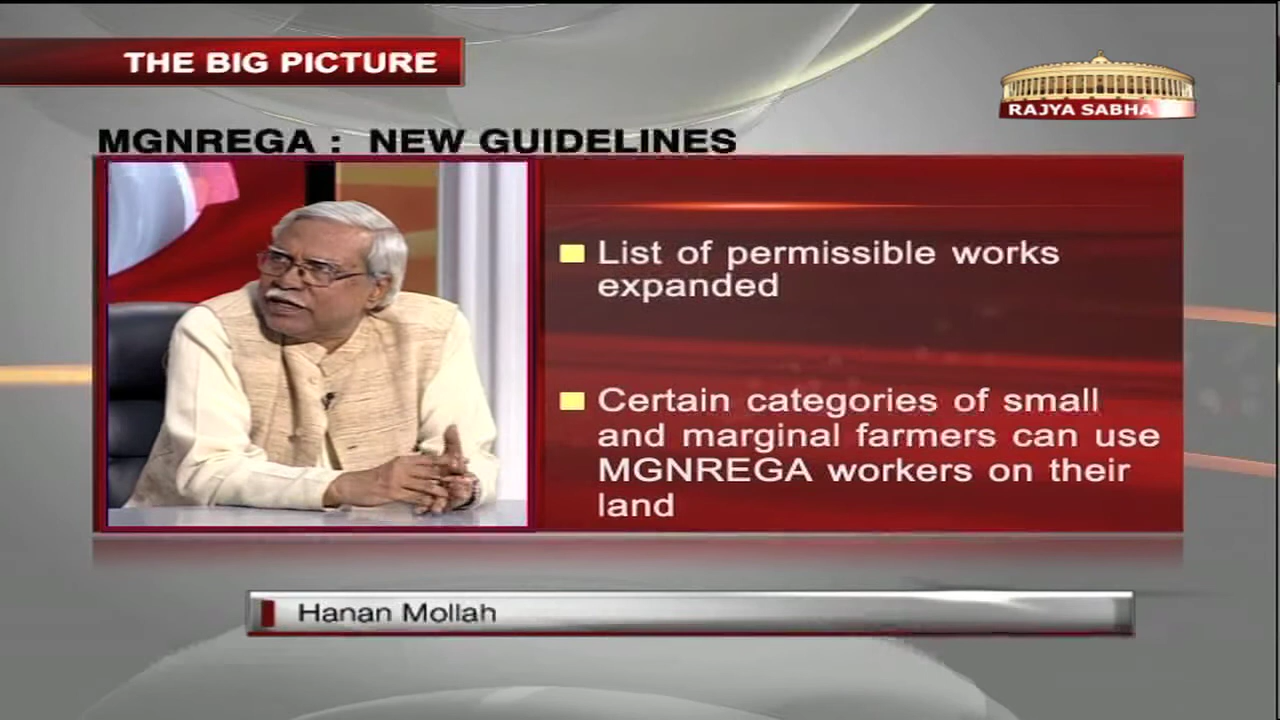 THE BIG PICTURE
RAJYA SABHA
MGNREGA : NEW GUIDELINES
List of permissible works
expanded
Certain categories of small
and marginal farmers can use
MGNREGA workers on their
land
Hanan Mollah